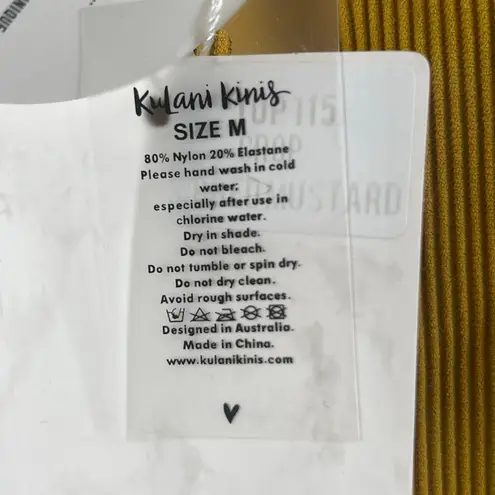 UNIQUE
Kulani Kinis
SIZE M
80% Nylon 20% Elastane
Please hand wash in cold
water;
especially after use in
chlorine water.
Dry in shade.
Do not bleach.
Do not tumble or spin dry.
Do not dry clean.
Avoid rough surfaces.
Designed in Australia.
Made in China.
www.kulanikinis.com
TOP115
MUSTARD